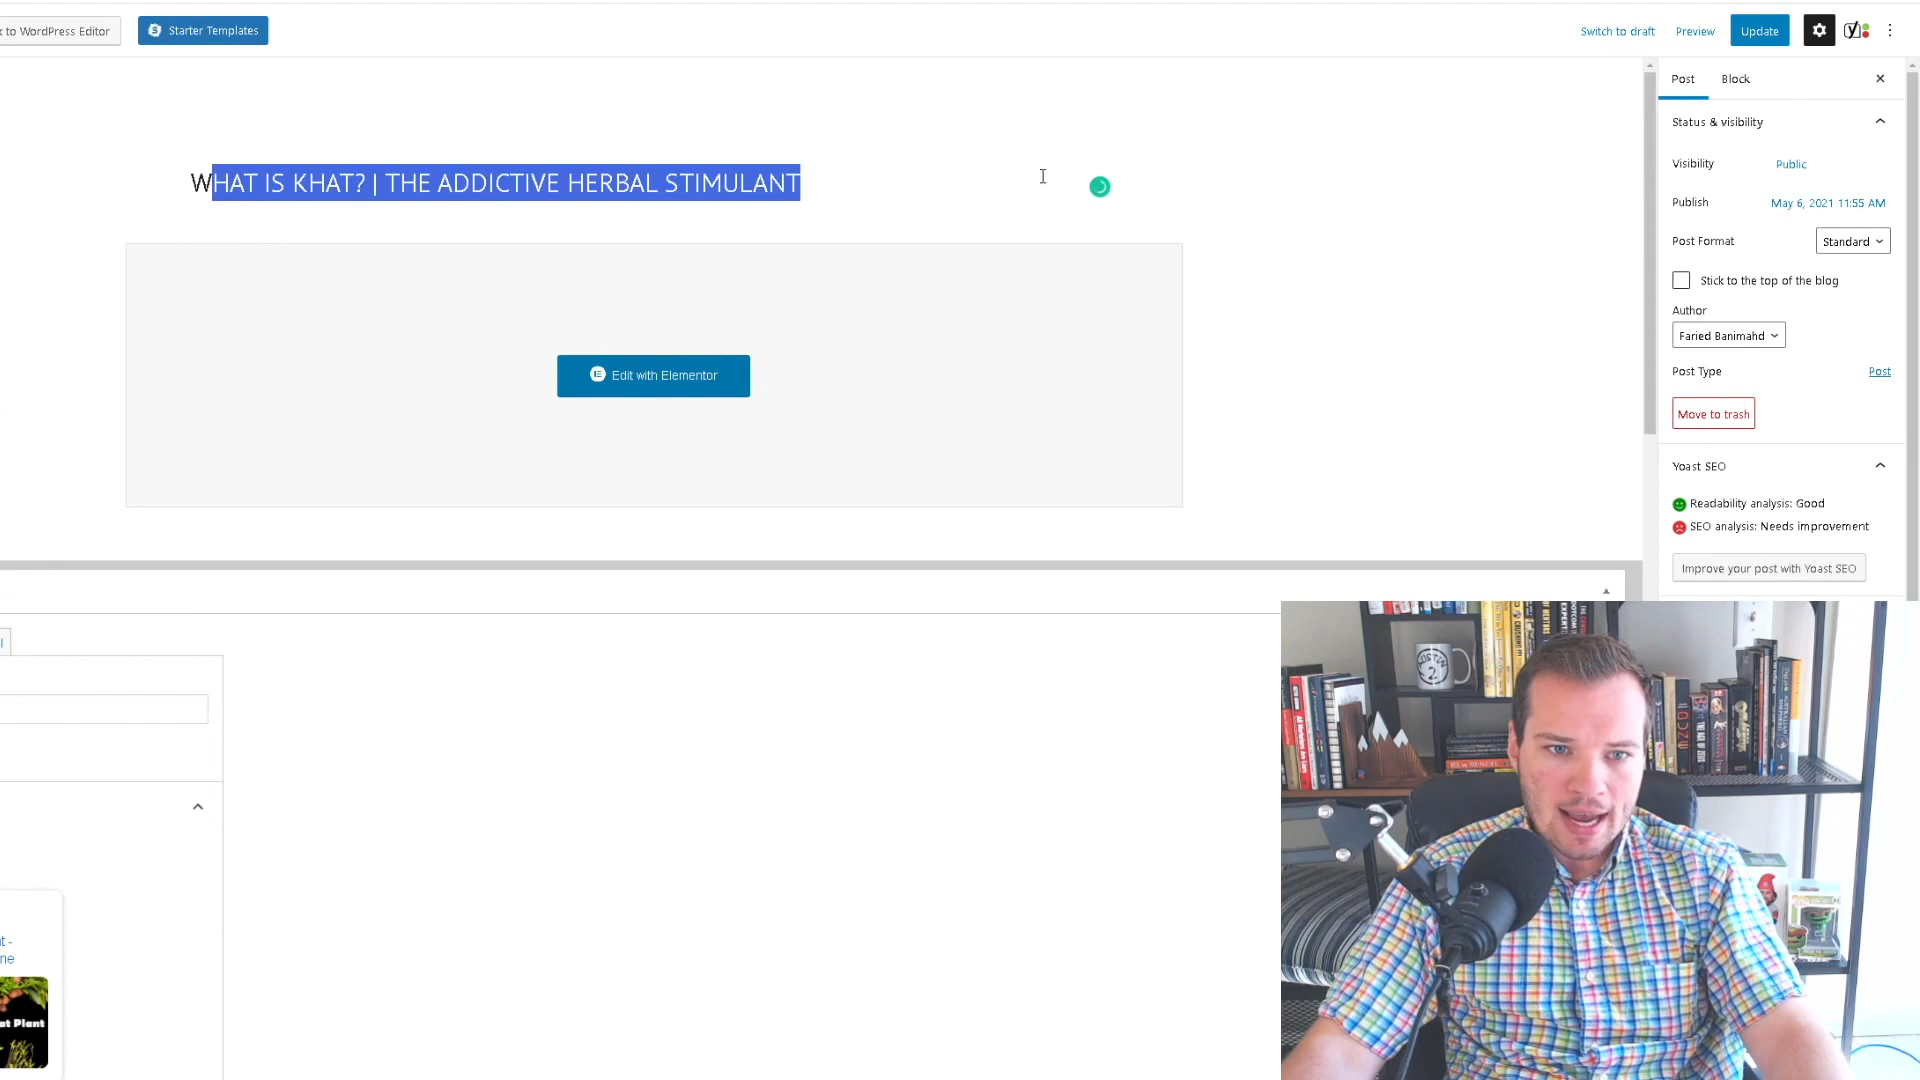 k to WordPress Editor
Starter Templates
Switch to draft
Preview
Update
Post
Block
Status & visibility
Visibility
Public
WHAT IS KHAT? | THE ADDICTIVE HERBAL STIMULANT
Publish
May 6, 2021 11:55 AM
Post Format
Standard
Stick to the top of the blog
Author
Faried Banimahd
Edit with Elementor
Post Type
Post
Move to trash
Yoast SEO
Readability analysis: Good
SEO analysis: Needs improvement
Improve your post with Yoast SEO
t -
ne
at Plant